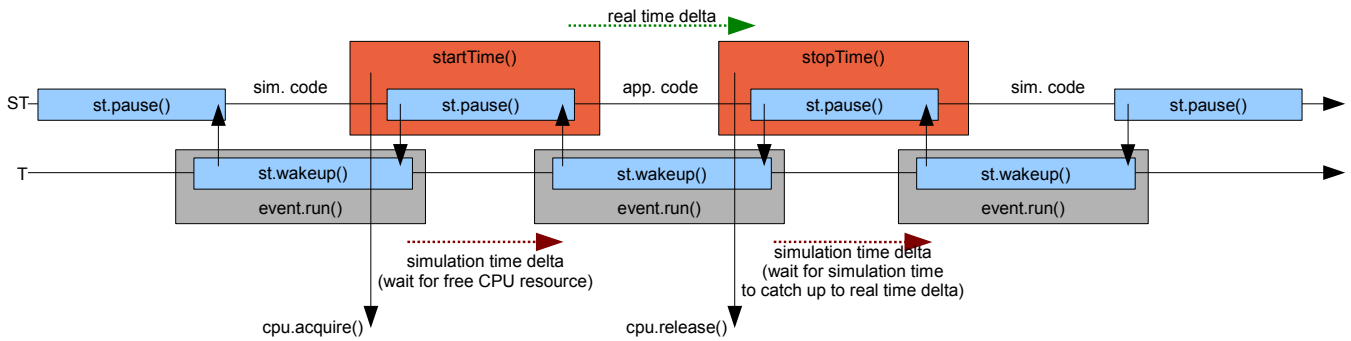 real time delta
startTime()
stopTime()
ST
st.pause()
sim. code
st.pause()
app. code
st.pause()
sim. code
st.pause()
T
st.wakeup()
st.wakeup()
st.wakeup()
event.run()
event.run()
event.run()
simulation time delta
(wait for free CPU resource)
simulation time delta
(wait for simulation time
to catch up to real time delta)
cpu.acquire()
cpu.release()